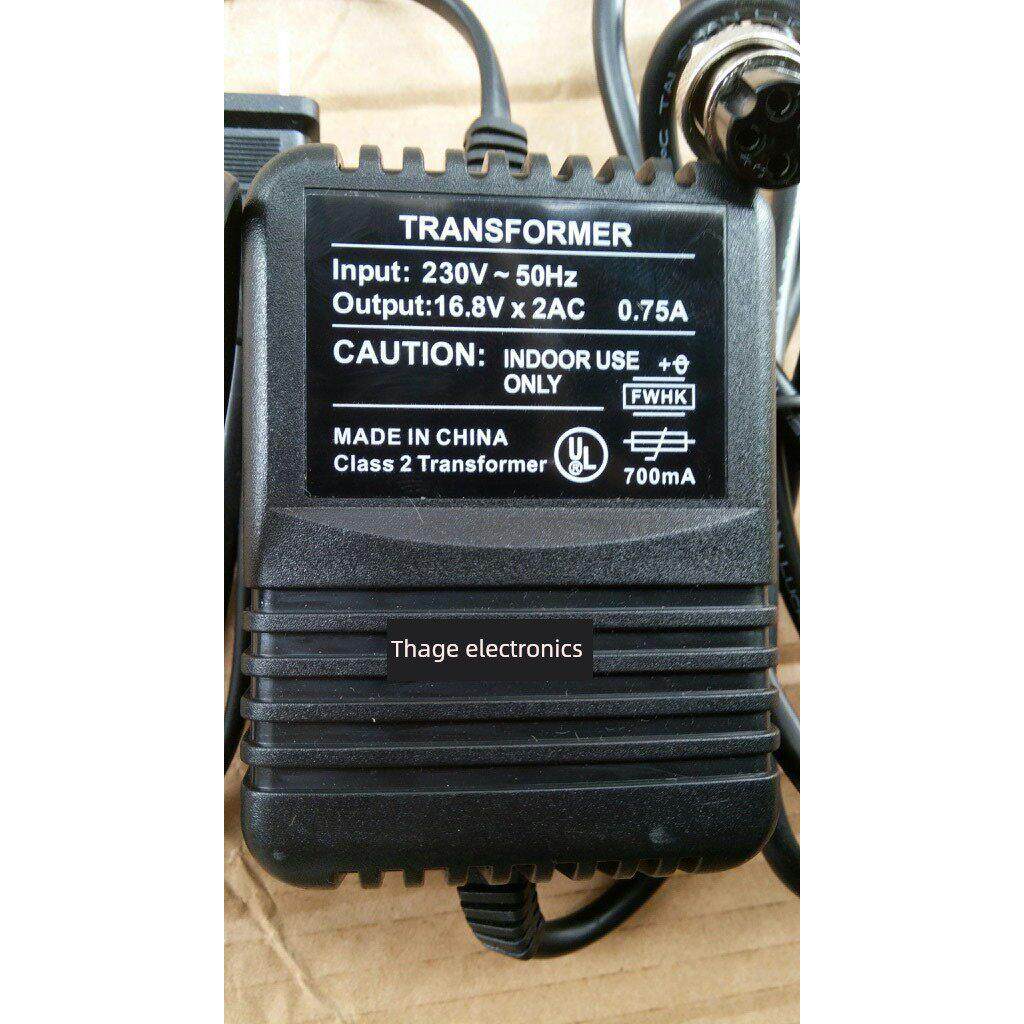 TRANSFORMER
Input: 230V ~ 50Hz
Output:16.8V x 2AC 0.75A
CAUTION: INDOOR USE
ONLY
FWHK
MADE IN CHINA
Class 2 Transformer
UL
®
700mA
Thage electronics